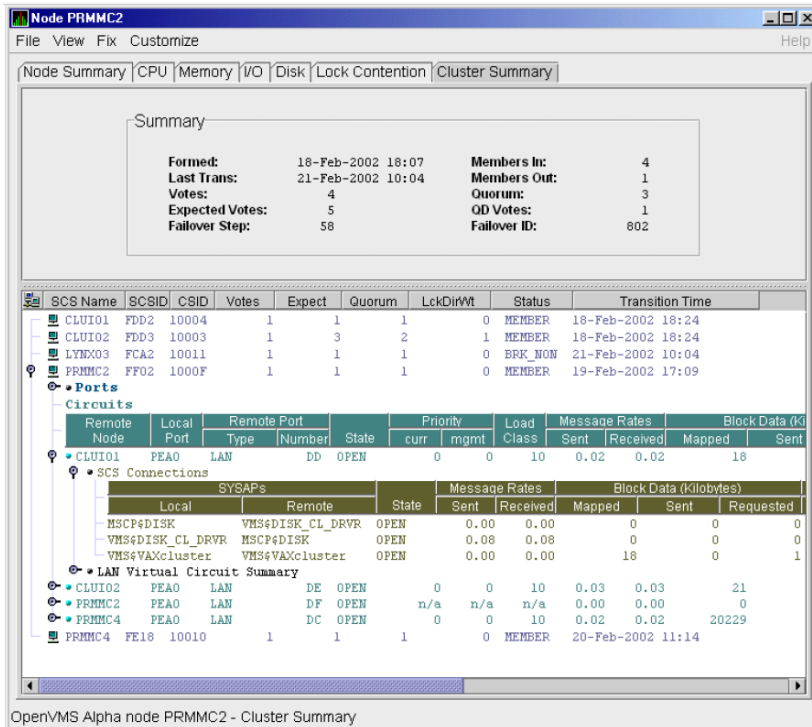 Node PRMMC2
File View Fix Customize Help
Node Summary CPU Memory I/O Disk Lock Contention Cluster Summary
Summary
Formed: 18-Feb-2002 18:07 Members In: 4
Last Trans: 21-Feb-2002 10:04 Members Out: 1
Votes: 4 Quorum: 3
Expected Votes: 5 QD Votes: 1
Failover Step: 58 Failover ID: 802
SCS Name SCSID CSID Votes Expect Quorum LckDirWt Status Transition Time
CLUI01 FDD2 10004 1 1 1 0 MEMBER 18-Feb-2002 18:24
CLUI02 FDD3 10003 1 3 2 1 MEMBER 18-Feb-2002 18:24
LYNX03 FCA2 10011 1 1 1 0 BRK_NON 21-Feb-2002 10:04
PRMMC2 FF02 1000F 1 1 1 0 MEMBER 19-Feb-2002 17:09
Ports
Circuits
Remote Local Remote Port Priority Load Message Rates Block Data (Ki
Node Port Type Number State curr mgmt Class Sent Received Mapped Sent
CLUI01 PEA0 LAN DD OPEN 0 0 10 0.02 0.02 18
SCS Connections
SYSAPs Message Rates Block Data (Kilobytes)
Local Remote State Sent Received Mapped Sent Requested
MSCP$DISK VMS$DISK_CL_DRVR OPEN 0.00 0.00 0 0 0
VMS$DISK_CL_DRVR MSCP$DISK OPEN 0.08 0.08 0 0 0
VMS$VAXcluster VMS$VAXcluster OPEN 0.00 0.00 18 0 1
LAN Virtual Circuit Summary
CLUI02 PEA0 LAN DE OPEN 0 0 10 0.03 0.03 21
PRMMC2 PEA0 LAN DF OPEN n/a n/a n/a 0.00 0.00 0
PRMMC4 PEA0 LAN DC OPEN 0 0 10 0.02 0.02 20229
PRMMC4 FE18 10010 1 1 1 0 MEMBER 20-Feb-2002 11:14
OpenVMS Alpha node PRMMC2 - Cluster Summary